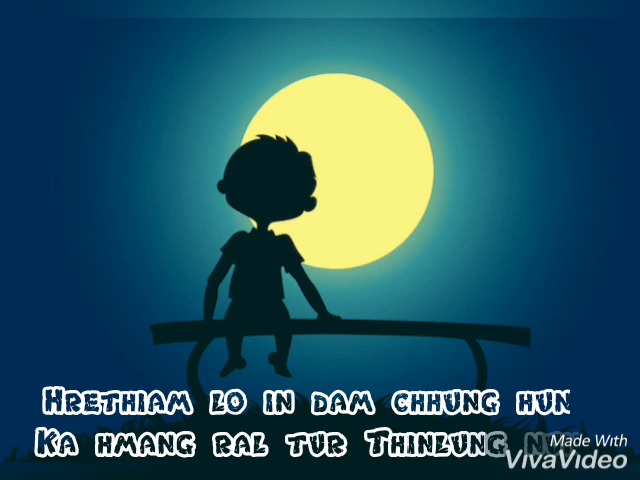 Hrethiam lo in dam chhung hun
Ka hmang ral tur Thinlung
Made With
VivaVideo